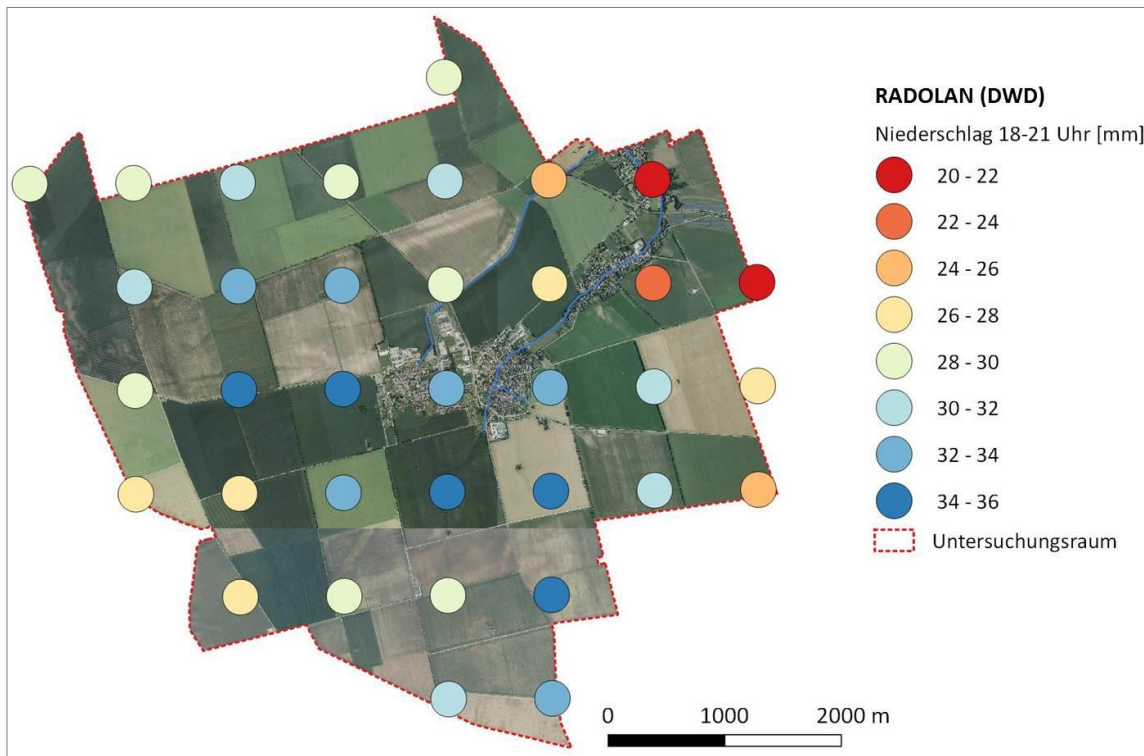 RADOLAN (DWD)
Niederschlag 18-21 Uhr [mm]
20 - 22
22 - 24
24 - 26
26 - 28
28 - 30
30 - 32
32 - 34
34 - 36
Untersuchungsraum
0 1000 2000 m